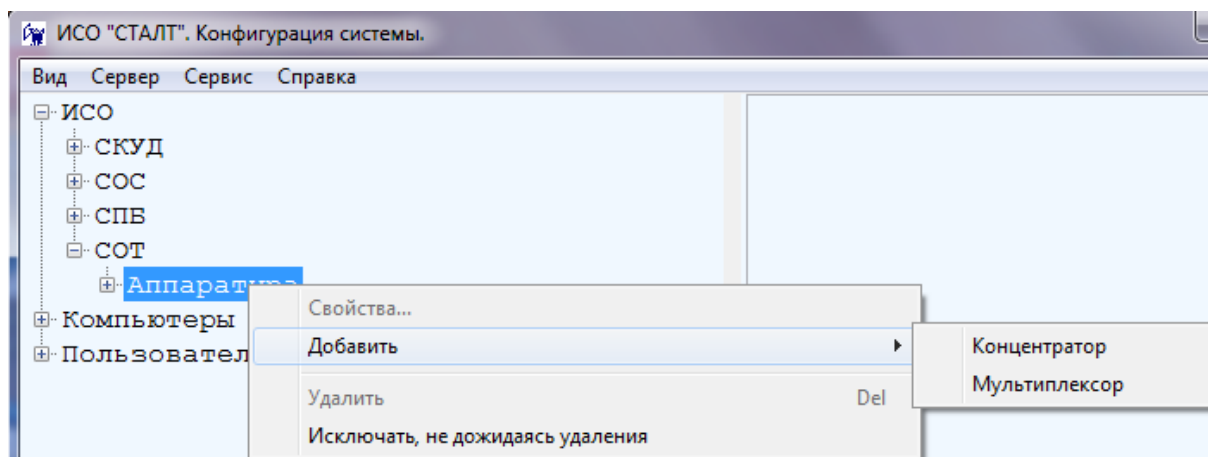 ИСО "СТАЛТ". Конфигурация системы.
Вид Сервер Сервис Справка
ИСО
СКУД
СОС
СПБ
СОТ
Аппаратура
Компьютеры
Пользовател
Свойства...
Добавить
Удалить Del
Исключать, не дожидаясь удаления
Концентратор
Мультиплексор